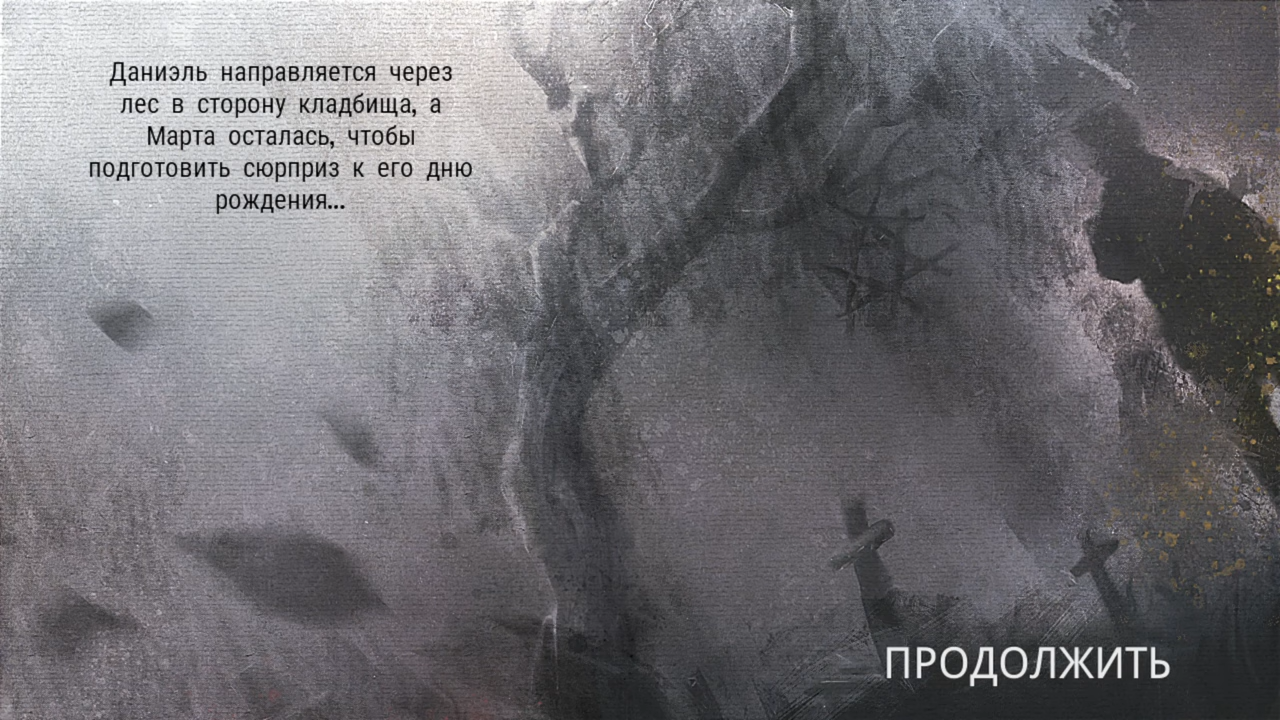 Даниэль направляется через
лес в сторону кладбища, а
Марта осталась, чтобы
подготовить сюрприз к его дню
рождения...
ПРОДОЛЖИТЬ